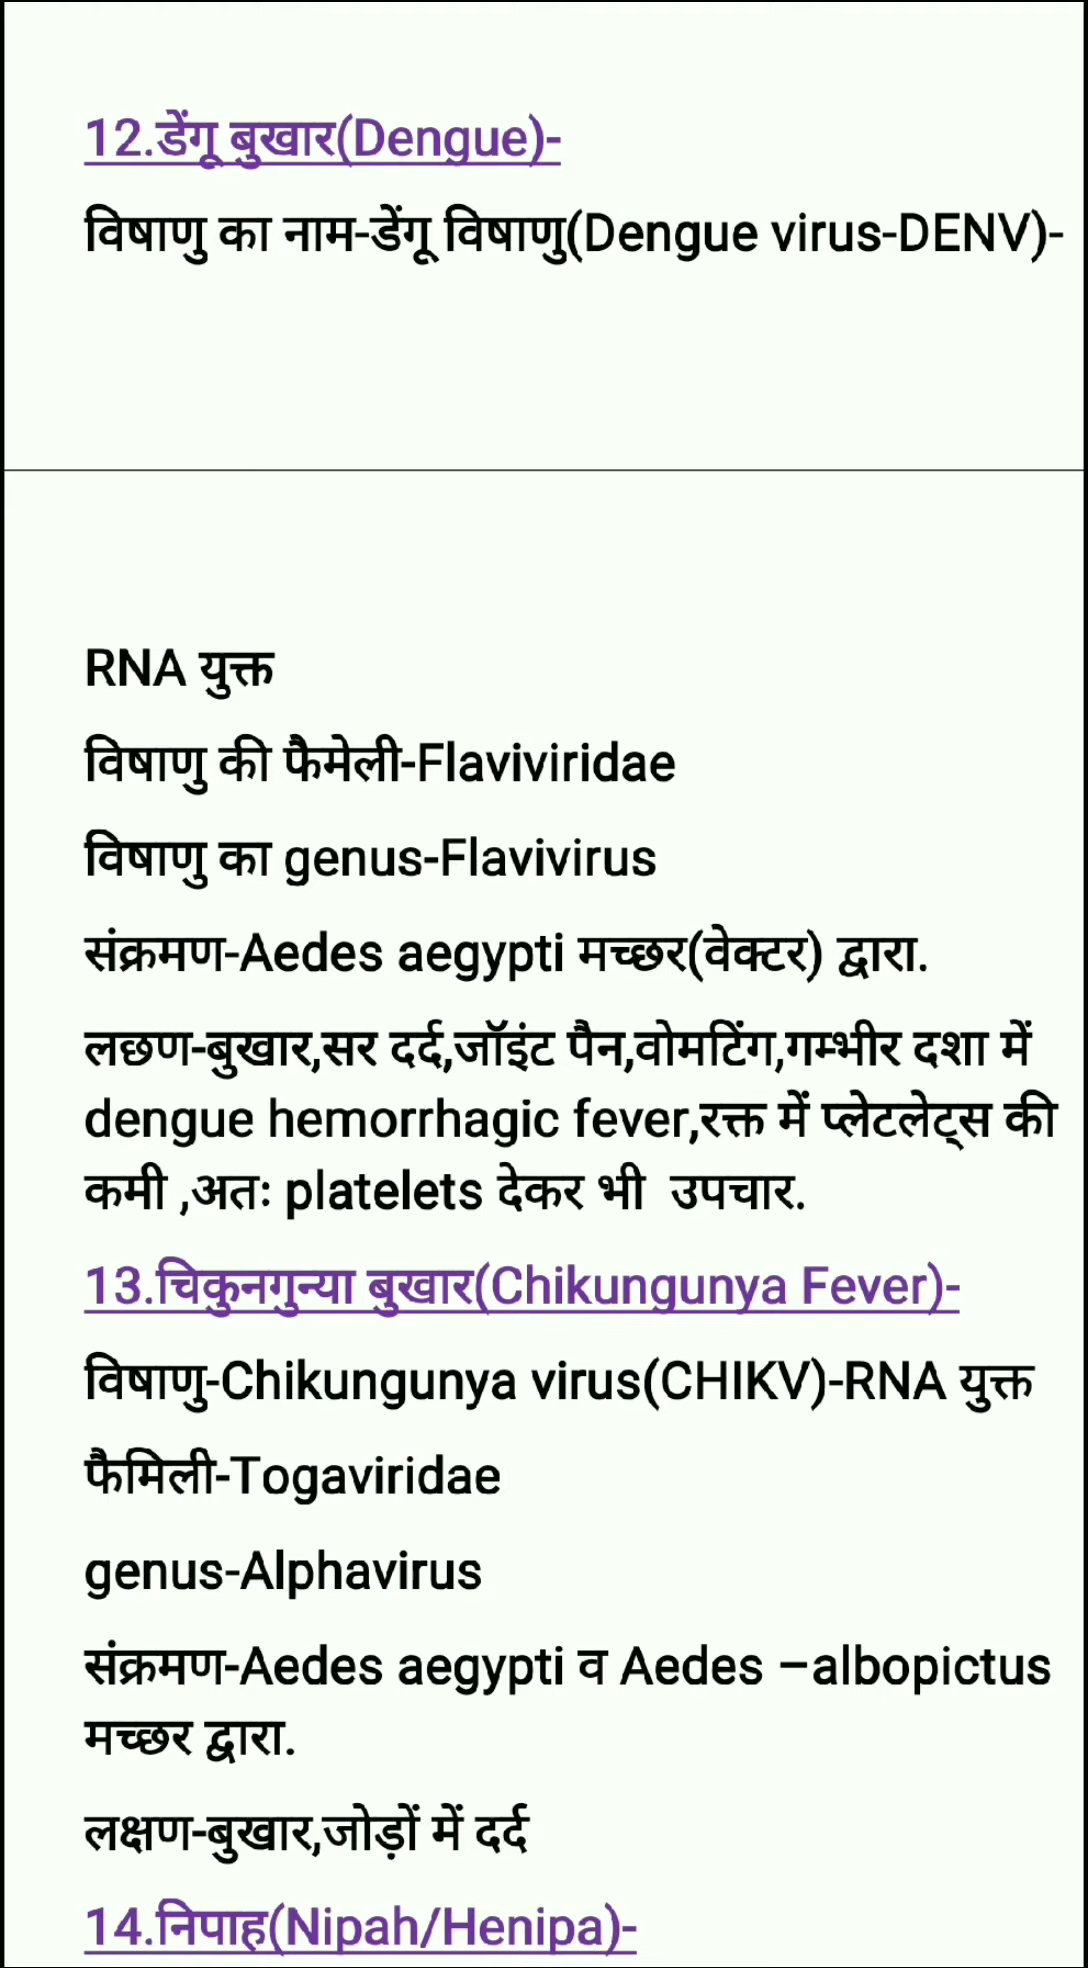 12.डेंगू बुखार(Dengue)-
विषाणु का नाम-डेंगू विषाणु(Dengue virus-DENV)-
RNA युक्त
विषाणु की फैमेली-Flaviviridae
विषाणु का genus-Flavivirus
संक्रमण-Aedes aegypti मच्छर(वेक्टर) द्वारा.
लछण-बुखार,सर दर्द,जॉइंट पैन,वोमटिंग,गम्भीर दशा में
dengue hemorrhagic fever,रक्त में प्लेटलेट्स की
कमी ,अतः platelets देकर भी  उपचार.
13.चिकुनगुन्या बुखार(Chikungunya Fever)-
विषाणु-Chikungunya virus(CHIKV)-RNA युक्त
फैमिली-Togaviridae
genus-Alphavirus
संक्रमण-Aedes aegypti व Aedes –albopictus
मच्छर द्वारा.
लक्षण-बुखार,जोड़ों में दर्द
14.निपाह(Nipah/Henipa)-